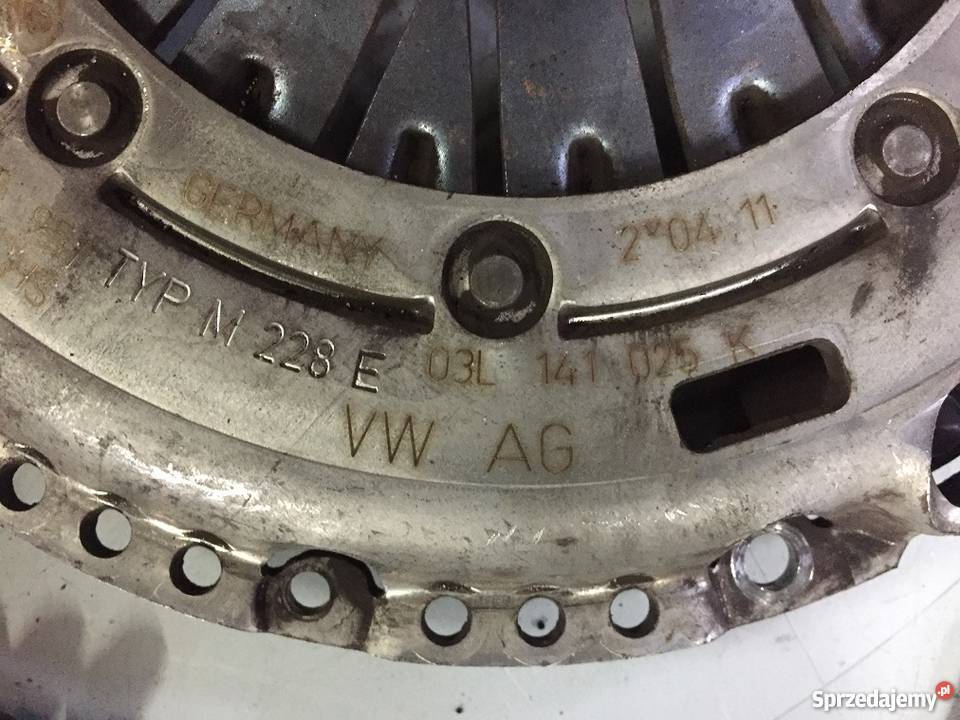 GERMANY
2 04 11
TYP M 228 E
03L 141 025 K
VW AG
Sprzedajemy.pl